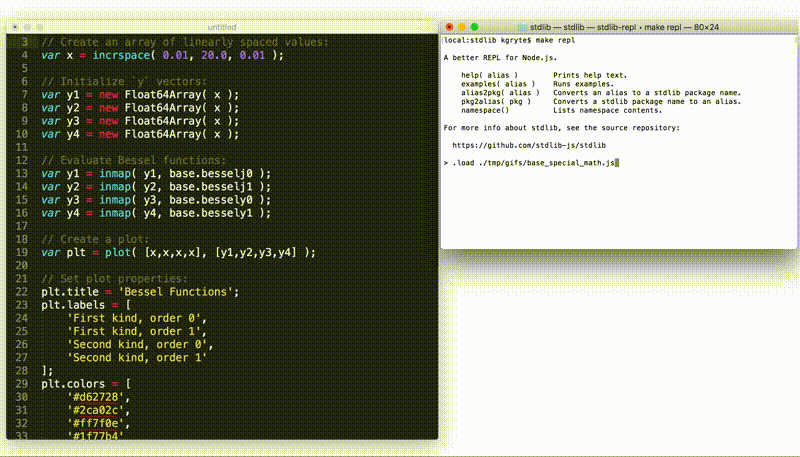 untitled
3 // Create an array of linearly spaced values:
4 var x = incrspace( 0.01, 20.0, 0.01 );
5
6 // Initialize `y` vectors:
7 var y1 = new Float64Array( x );
8 var y2 = new Float64Array( x );
9 var y3 = new Float64Array( x );
10 var y4 = new Float64Array( x );
11
12 // Evaluate Bessel functions:
13 var y1 = inmap( y1, base.besselj0 );
14 var y2 = inmap( y2, base.besselj1 );
15 var y3 = inmap( y3, base.bessely0 );
16 var y4 = inmap( y4, base.bessely1 );
17
18 // Create a plot:
19 var plt = plot( [x,x,x,x], [y1,y2,y3,y4] );
20
21 // Set plot properties:
22 plt.title = 'Bessel Functions';
23 plt.labels = [
24 'First kind, order 0',
25 'First kind, order 1',
26 'Second kind, order 0',
27 'Second kind, order 1'
28 ];
29 plt.colors = [
30 '#d62728',
31 '#2ca02c',
32 '#ff7f0e',
33 '#1f77b4'
stdlib — stdlib — stdlib-repl • make repl — 80×24
local:stdlib kgryte$ make repl
A better REPL for Node.js.
help( alias ) Prints help text.
examples( alias ) Runs examples.
alias2pkg( alias ) Converts an alias to a stdlib package name.
pkg2alias( pkg ) Converts a stdlib package name to an alias.
namespace() Lists namespace contents.
For more info about stdlib, see the source repository:
https://github.com/stdlib-js/stdlib
> .load ./tmp/gifs/base_special_math.js